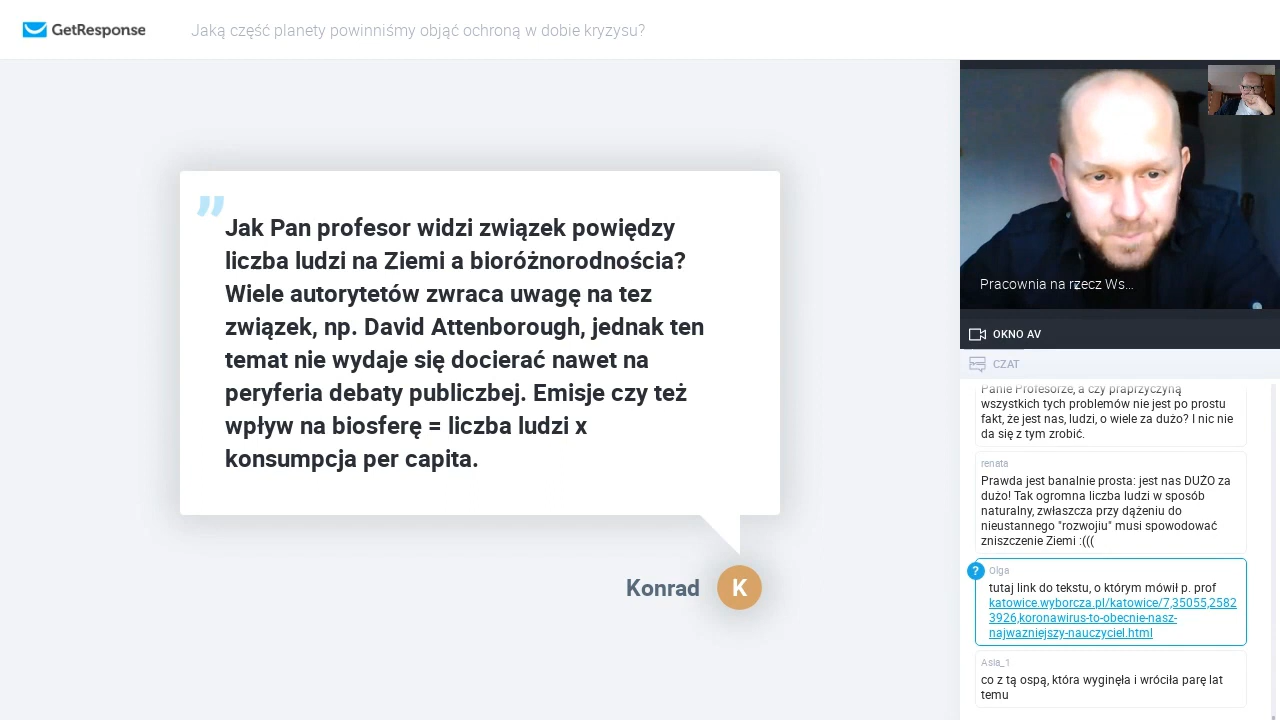 GetResponse
Jaką część planety powinniśmy objąć ochroną w dobie kryzysu?
Jak Pan profesor widzi związek powiędzy
liczba ludzi na Ziemi a bioróżnorodnościa?
Wiele autorytetów zwraca uwagę na tez
związek, np. David Attenborough, jednak ten
temat nie wydaje się docierać nawet na
peryferia debaty publiczbej. Emisje czy też
wpływ na biosferę = liczba ludzi x
konsumpcja per capita.
Konrad
K
Pracownia na rzecz Ws...
OKNO AV
CZAT
Panie Profesorze, a czy praprzyczyną
wszystkich tych problemów nie jest po prostu
fakt, że jest nas, ludzi, o wiele za dużo? I nic nie
da się z tym zrobić.
renata
Prawda jest banalnie prosta: jest nas DUŻO za
dużo! Tak ogromna liczba ludzi w sposób
naturalny, zwłaszcza przy dążeniu do
nieustannego "rozwojiu" musi spowodować
zniszczenie Ziemi :(((
?
Olga
tutaj link do tekstu, o którym mówił p. prof
katowice.wyborcza.pl/katowice/7,35055,2582
3926,koronawirus-to-obecnie-nasz-
najwazniejszy-nauczyciel.html
Asia_1
co z tą ospą, która wyginęła i wróciła parę lat
temu